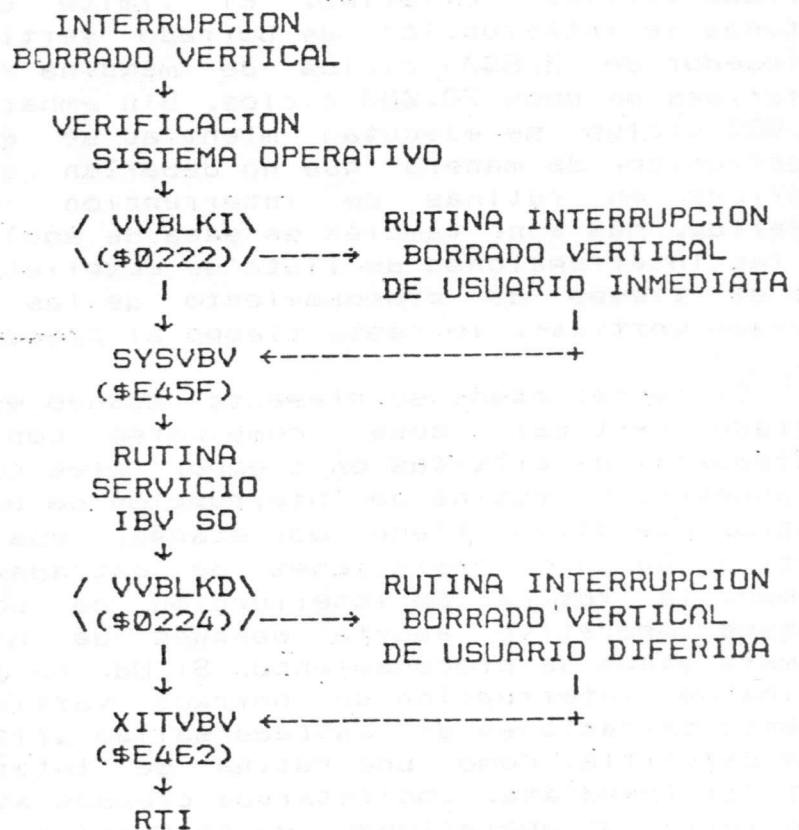 INTERRUPCION
BORRADO VERTICAL
↓
VERIFICACION
SISTEMA OPERATIVO
↓
/ VVBLKI\ RUTINA INTERRUPCION
\($0222)/----→ BORRADO VERTICAL
DE USUARIO INMEDIATA
¦ ¦
↓ ¦
SYSVBV ←---------------+
($E45F)
↓
RUTINA
SERVICIO
IBV SO
↓
/ VVBLKD\ RUTINA INTERRUPCION
\($0224)/----→ BORRADO VERTICAL
DE USUARIO DIFERIDA
¦ ¦
↓ ¦
XITVBV ←---------------+
($E462)
↓
RTI